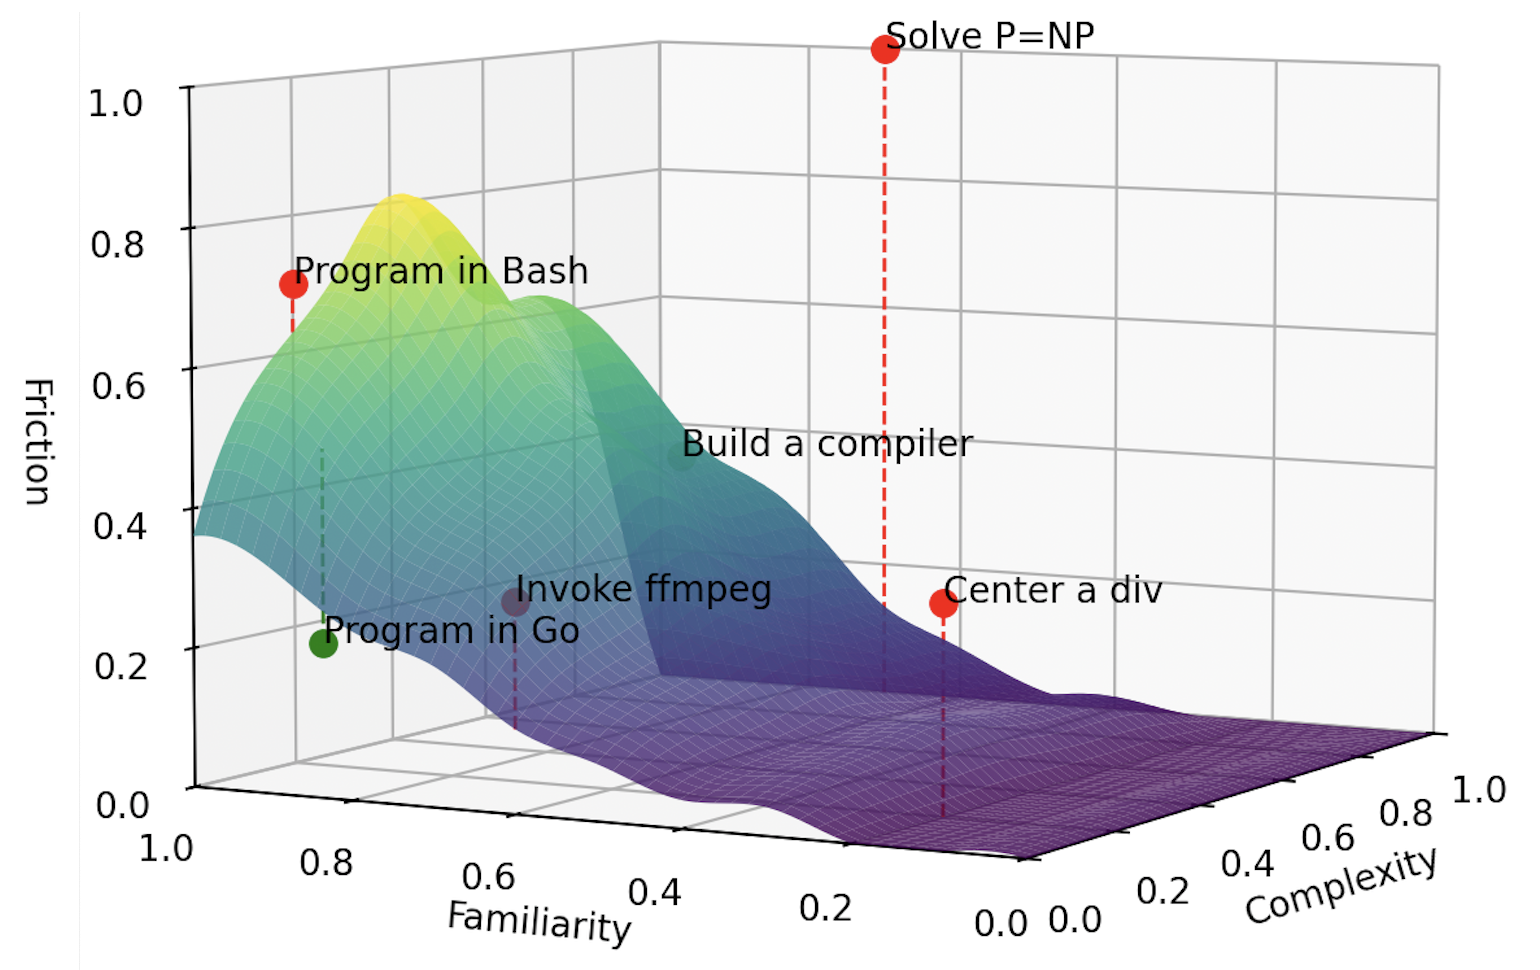 Solve P=NP
1.0
0.8
Program in Bash
0.6
Friction
Build a compiler
0.4
Invoke ffmpeg
Center a div
Program in Go
0.2
0.0
1.0
0.8
0.6
0.4
0.2
0.0
Familiarity
0.0
0.2
0.4
0.6
0.8
1.0
Complexity